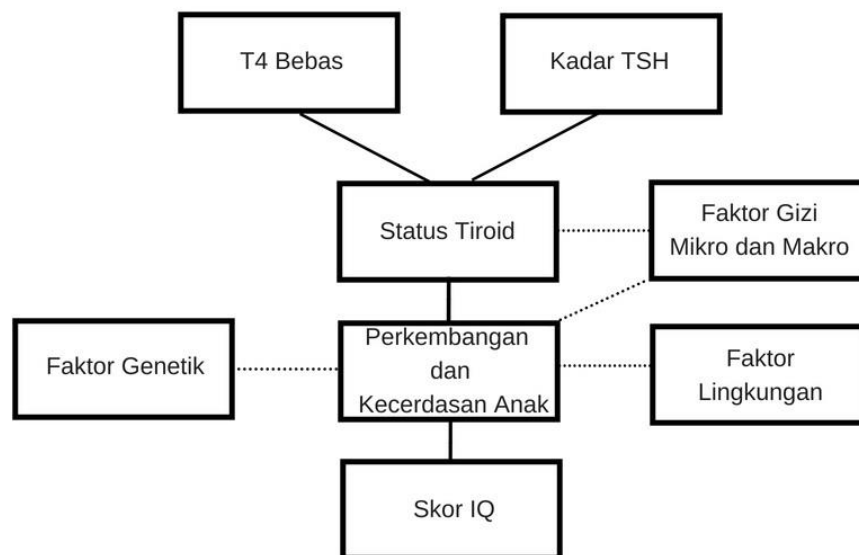 T4 Bebas
Kadar TSH
Status Tiroid
Faktor Gizi
Mikro dan Makro
Perkembangan
dan
Kecerdasan Anak
Faktor Genetik
Faktor
Lingkungan
Skor IQ